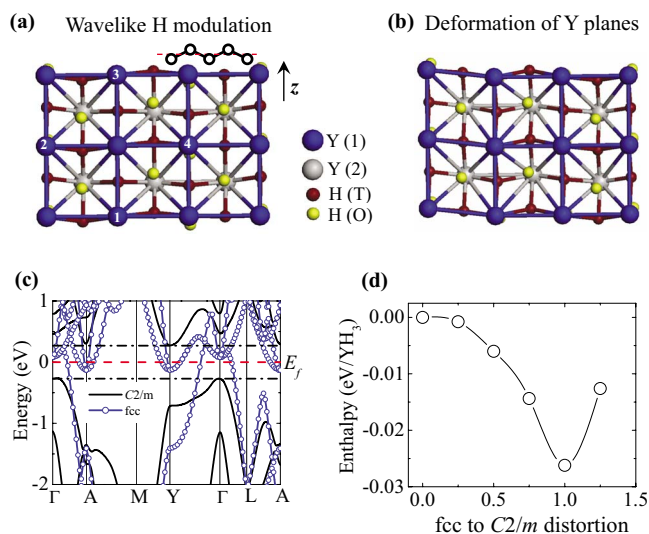 (a) Wavelike H modulation
(b) Deformation of Y planes
z
3
2
4
1
Y (1)
Y (2)
H (T)
H (O)
(c)
Energy (eV)
1
0
-1
-2
E_f
C2/m
fcc
Γ A M Y Γ L A
(d)
Enthalpy (eV/YH₃)
0.00
-0.01
-0.02
-0.03
0.0 0.5 1.0 1.5
fcc to C2/m distortion